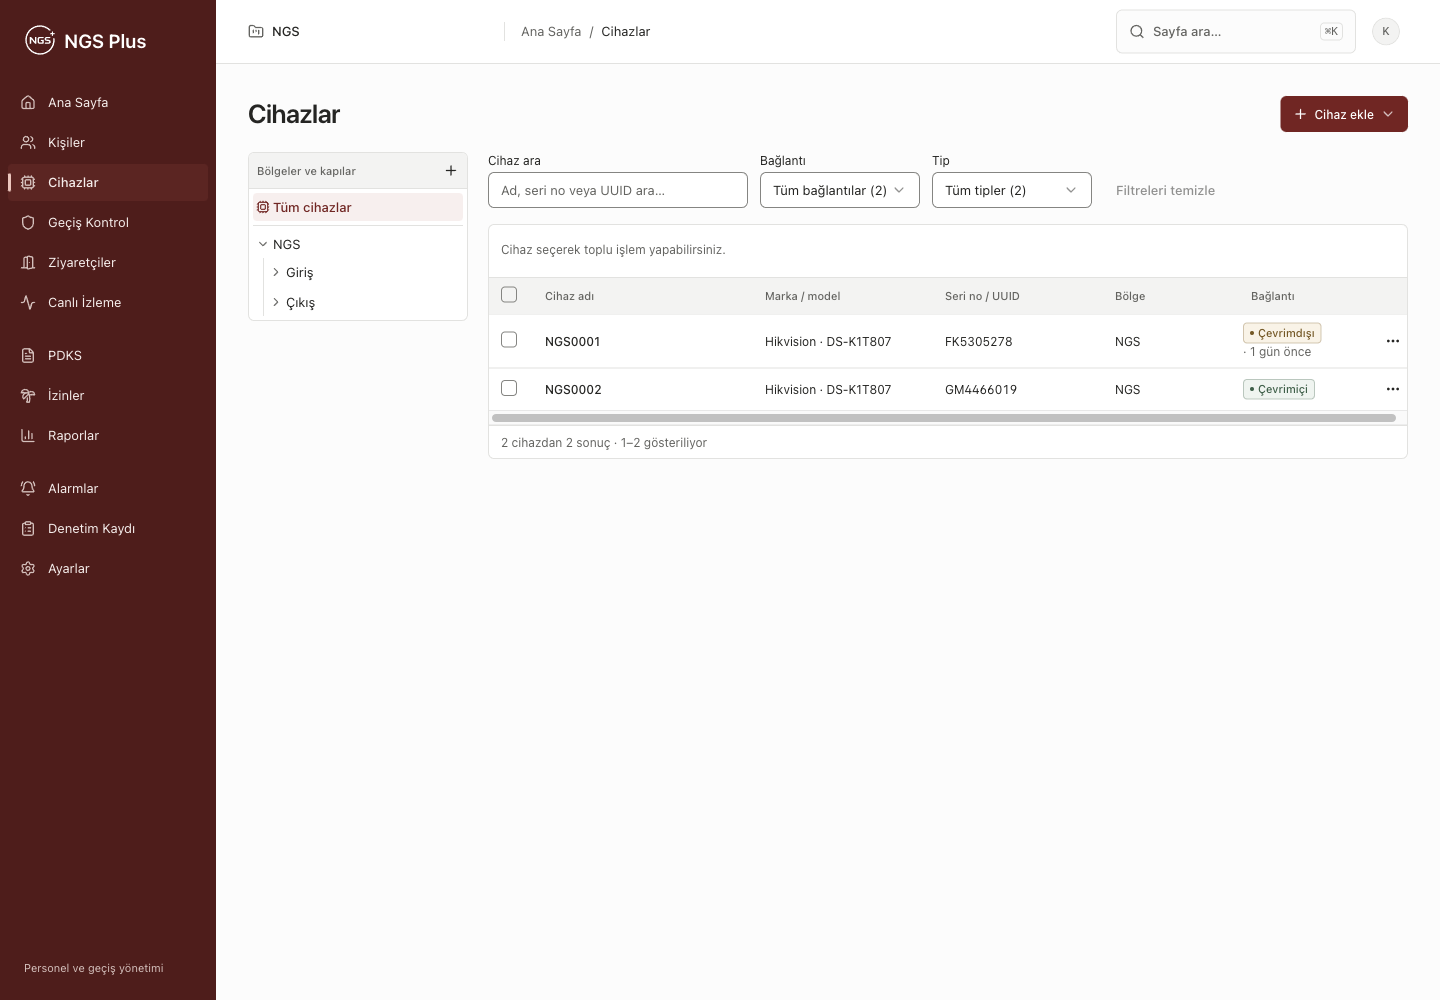 NGS+ NGS Plus
Ana Sayfa
Kişiler
Cihazlar
Geçiş Kontrol
Ziyaretçiler
Canlı İzleme
PDKS
İzinler
Raporlar
Alarmlar
Denetim Kaydı
Ayarlar
Personel ve geçiş yönetimi
NGS
Ana Sayfa / Cihazlar
Sayfa ara... ⌘K
K
Cihazlar
+ Cihaz ekle
Bölgeler ve kapılar +
Tüm cihazlar
NGS
Giriş
Çıkış
Cihaz ara Bağlantı Tip
Ad, seri no veya UUID ara... Tüm bağlantılar (2) Tüm tipler (2) Filtreleri temizle
Cihaz seçerek toplu işlem yapabilirsiniz.
Cihaz adı Marka / model Seri no / UUID Bölge Bağlantı
NGS0001 Hikvision · DS-K1T807 FK5305278 NGS • Çevrimdışı
· 1 gün önce
NGS0002 Hikvision · DS-K1T807 GM4466019 NGS • Çevrimiçi
2 cihazdan 2 sonuç · 1–2 gösteriliyor